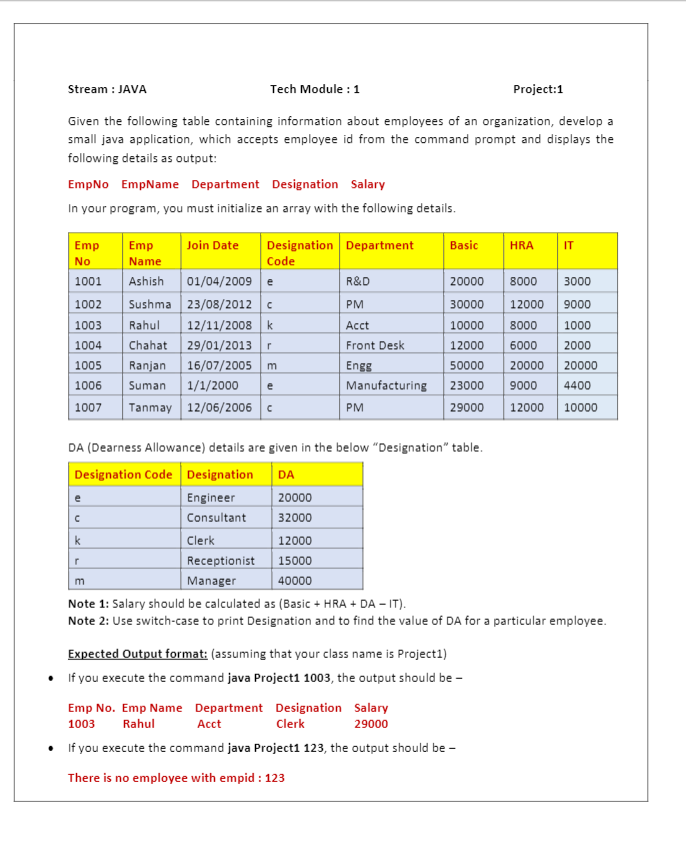 Stream : JAVA Tech Module : 1 Project:1
Given the following table containing information about employees of an organization, develop a
small java application, which accepts employee id from the command prompt and displays the
following details as output:
EmpNo EmpName Department Designation Salary
In your program, you must initialize an array with the following details.
Emp No Emp Name Join Date Designation Code Department Basic HRA IT
1001 Ashish 01/04/2009 e R&D 20000 8000 3000
1002 Sushma 23/08/2012 c PM 30000 12000 9000
1003 Rahul 12/11/2008 k Acct 10000 8000 1000
1004 Chahat 29/01/2013 r Front Desk 12000 6000 2000
1005 Ranjan 16/07/2005 m Engg 50000 20000 20000
1006 Suman 1/1/2000 e Manufacturing 23000 9000 4400
1007 Tanmay 12/06/2006 c PM 29000 12000 10000
DA (Dearness Allowance) details are given in the below “Designation” table.
Designation Code Designation DA
e Engineer 20000
c Consultant 32000
k Clerk 12000
r Receptionist 15000
m Manager 40000
Note 1: Salary should be calculated as (Basic + HRA + DA – IT).
Note 2: Use switch-case to print Designation and to find the value of DA for a particular employee.
Expected Output format: (assuming that your class name is Project1)
• If you execute the command java Project1 1003, the output should be –
Emp No. Emp Name Department Designation Salary
1003 Rahul Acct Clerk 29000
• If you execute the command java Project1 123, the output should be –
There is no employee with empid : 123